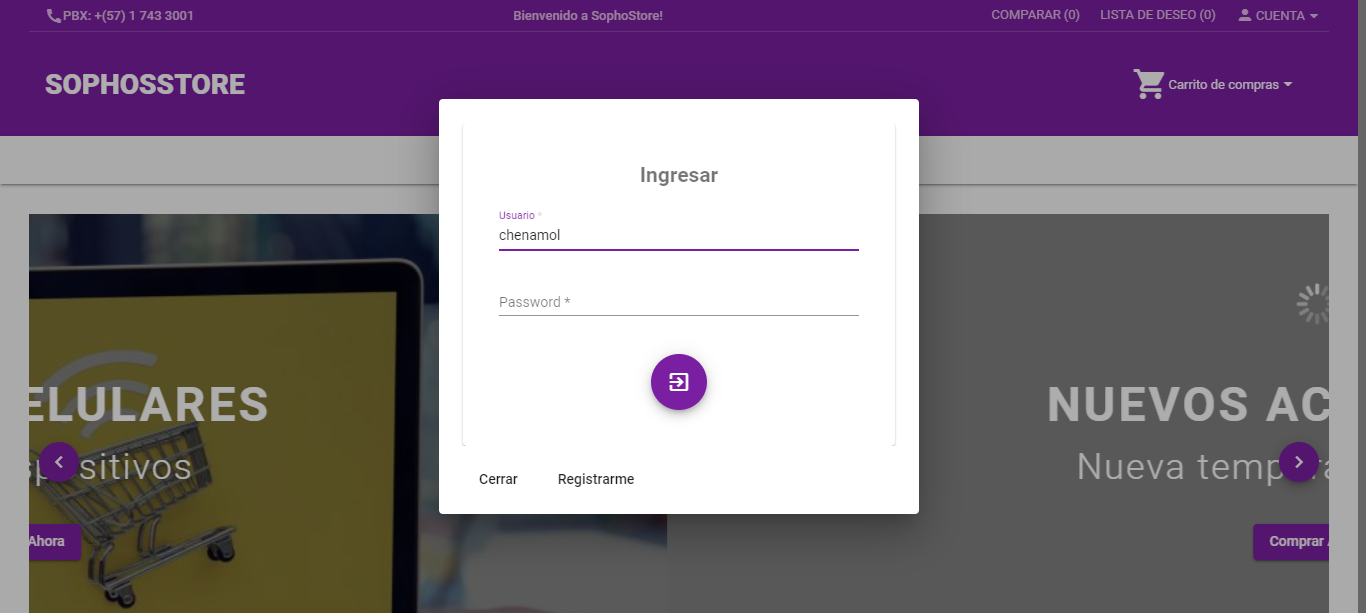 PBX: +(57) 1 743 3001
Bienvenido a SophoStore!
COMPARAR (0)
LISTA DE DESEO (0)
CUENTA
SOPHOSSTORE
Carrito de compras
Ingresar
Usuario *
chenamol
Password *
Cerrar
Registrarme
ELULARES
sitivos
Ahora
NUEVOS AC
Nueva temp
Comprar